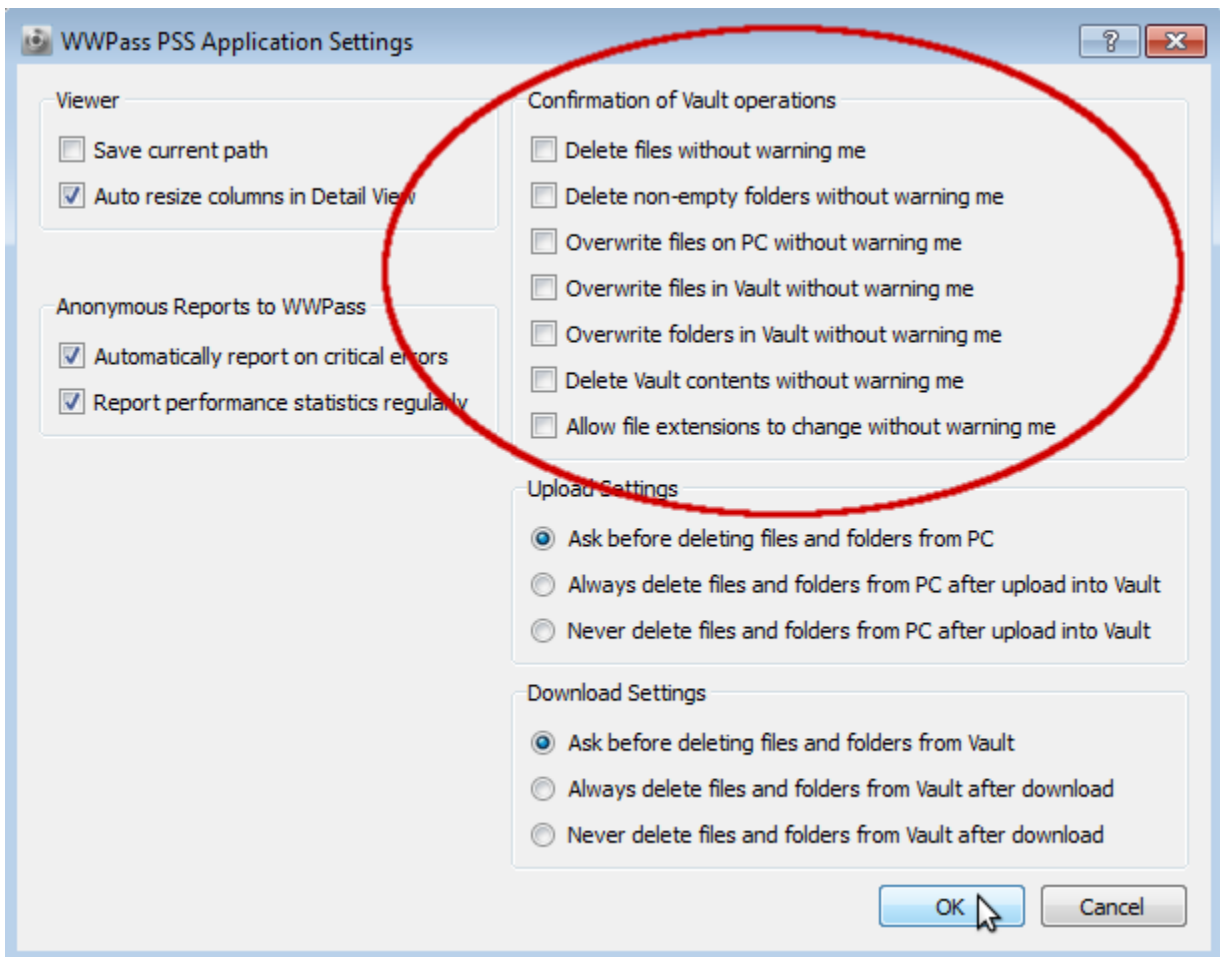 WWPass PSS Application Settings
Viewer
Save current path
Auto resize columns in Detail View
Anonymous Reports to WWPass
Automatically report on critical errors
Report performance statistics regularly
Confirmation of Vault operations
Delete files without warning me
Delete non-empty folders without warning me
Overwrite files on PC without warning me
Overwrite files in Vault without warning me
Overwrite folders in Vault without warning me
Delete Vault contents without warning me
Allow file extensions to change without warning me
Upload Settings
Ask before deleting files and folders from PC
Always delete files and folders from PC after upload into Vault
Never delete files and folders from PC after upload into Vault
Download Settings
Ask before deleting files and folders from Vault
Always delete files and folders from Vault after download
Never delete files and folders from Vault after download
OK
Cancel